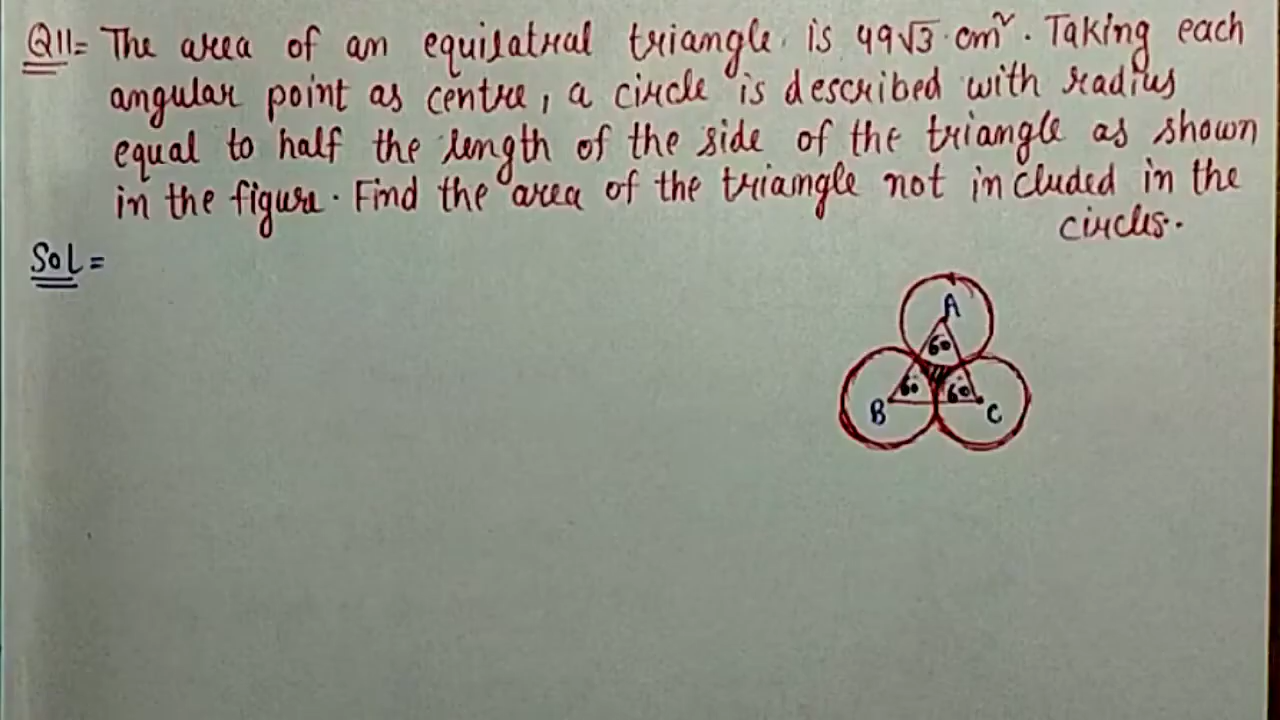 Q11= The area of an equilatral triangle is 49√3 cm². Taking each
angular point as centre, a circle is described with radius
equal to half the length of the side of the triangle as shown
in the figure. Find the area of the triangle not included in the
circles.
Sol =
A
60
60 60
B C